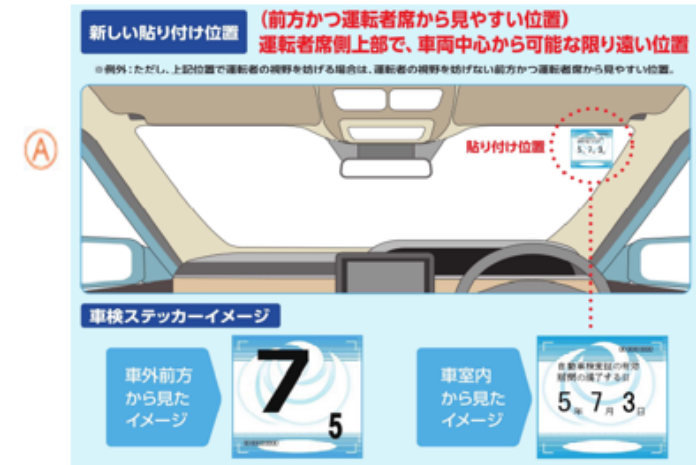 Ⓐ
新しい貼り付け位置
(前方かつ運転者席から見やすい位置)
運転者席側上部で、車両中心から可能な限り遠い位置
※例外:ただし、上記位置で運転者の視野を妨げる場合は、運転者の視野を妨げない前方かつ運転者席から見やすい位置。
貼り付け位置
5.7.3
車検ステッカーイメージ
車外前方
から見た
イメージ
7
5
車室内
から見た
イメージ
自動車検査証の有効
期間の満了する日
5年 7月 3日